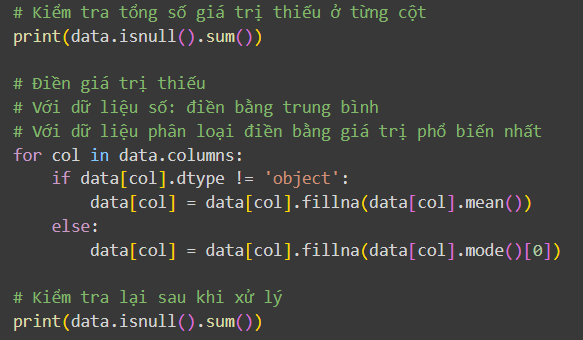 # Kiểm tra tổng số giá trị thiếu ở từng cột
print(data.isnull().sum())

# Điền giá trị thiếu
# Với dữ liệu số: điền bằng trung bình
# Với dữ liệu phân loại điền bằng giá trị phổ biến nhất
for col in data.columns:
    if data[col].dtype != 'object':
        data[col] = data[col].fillna(data[col].mean())
    else:
        data[col] = data[col].fillna(data[col].mode()[0])

# Kiểm tra lại sau khi xử lý
print(data.isnull().sum())